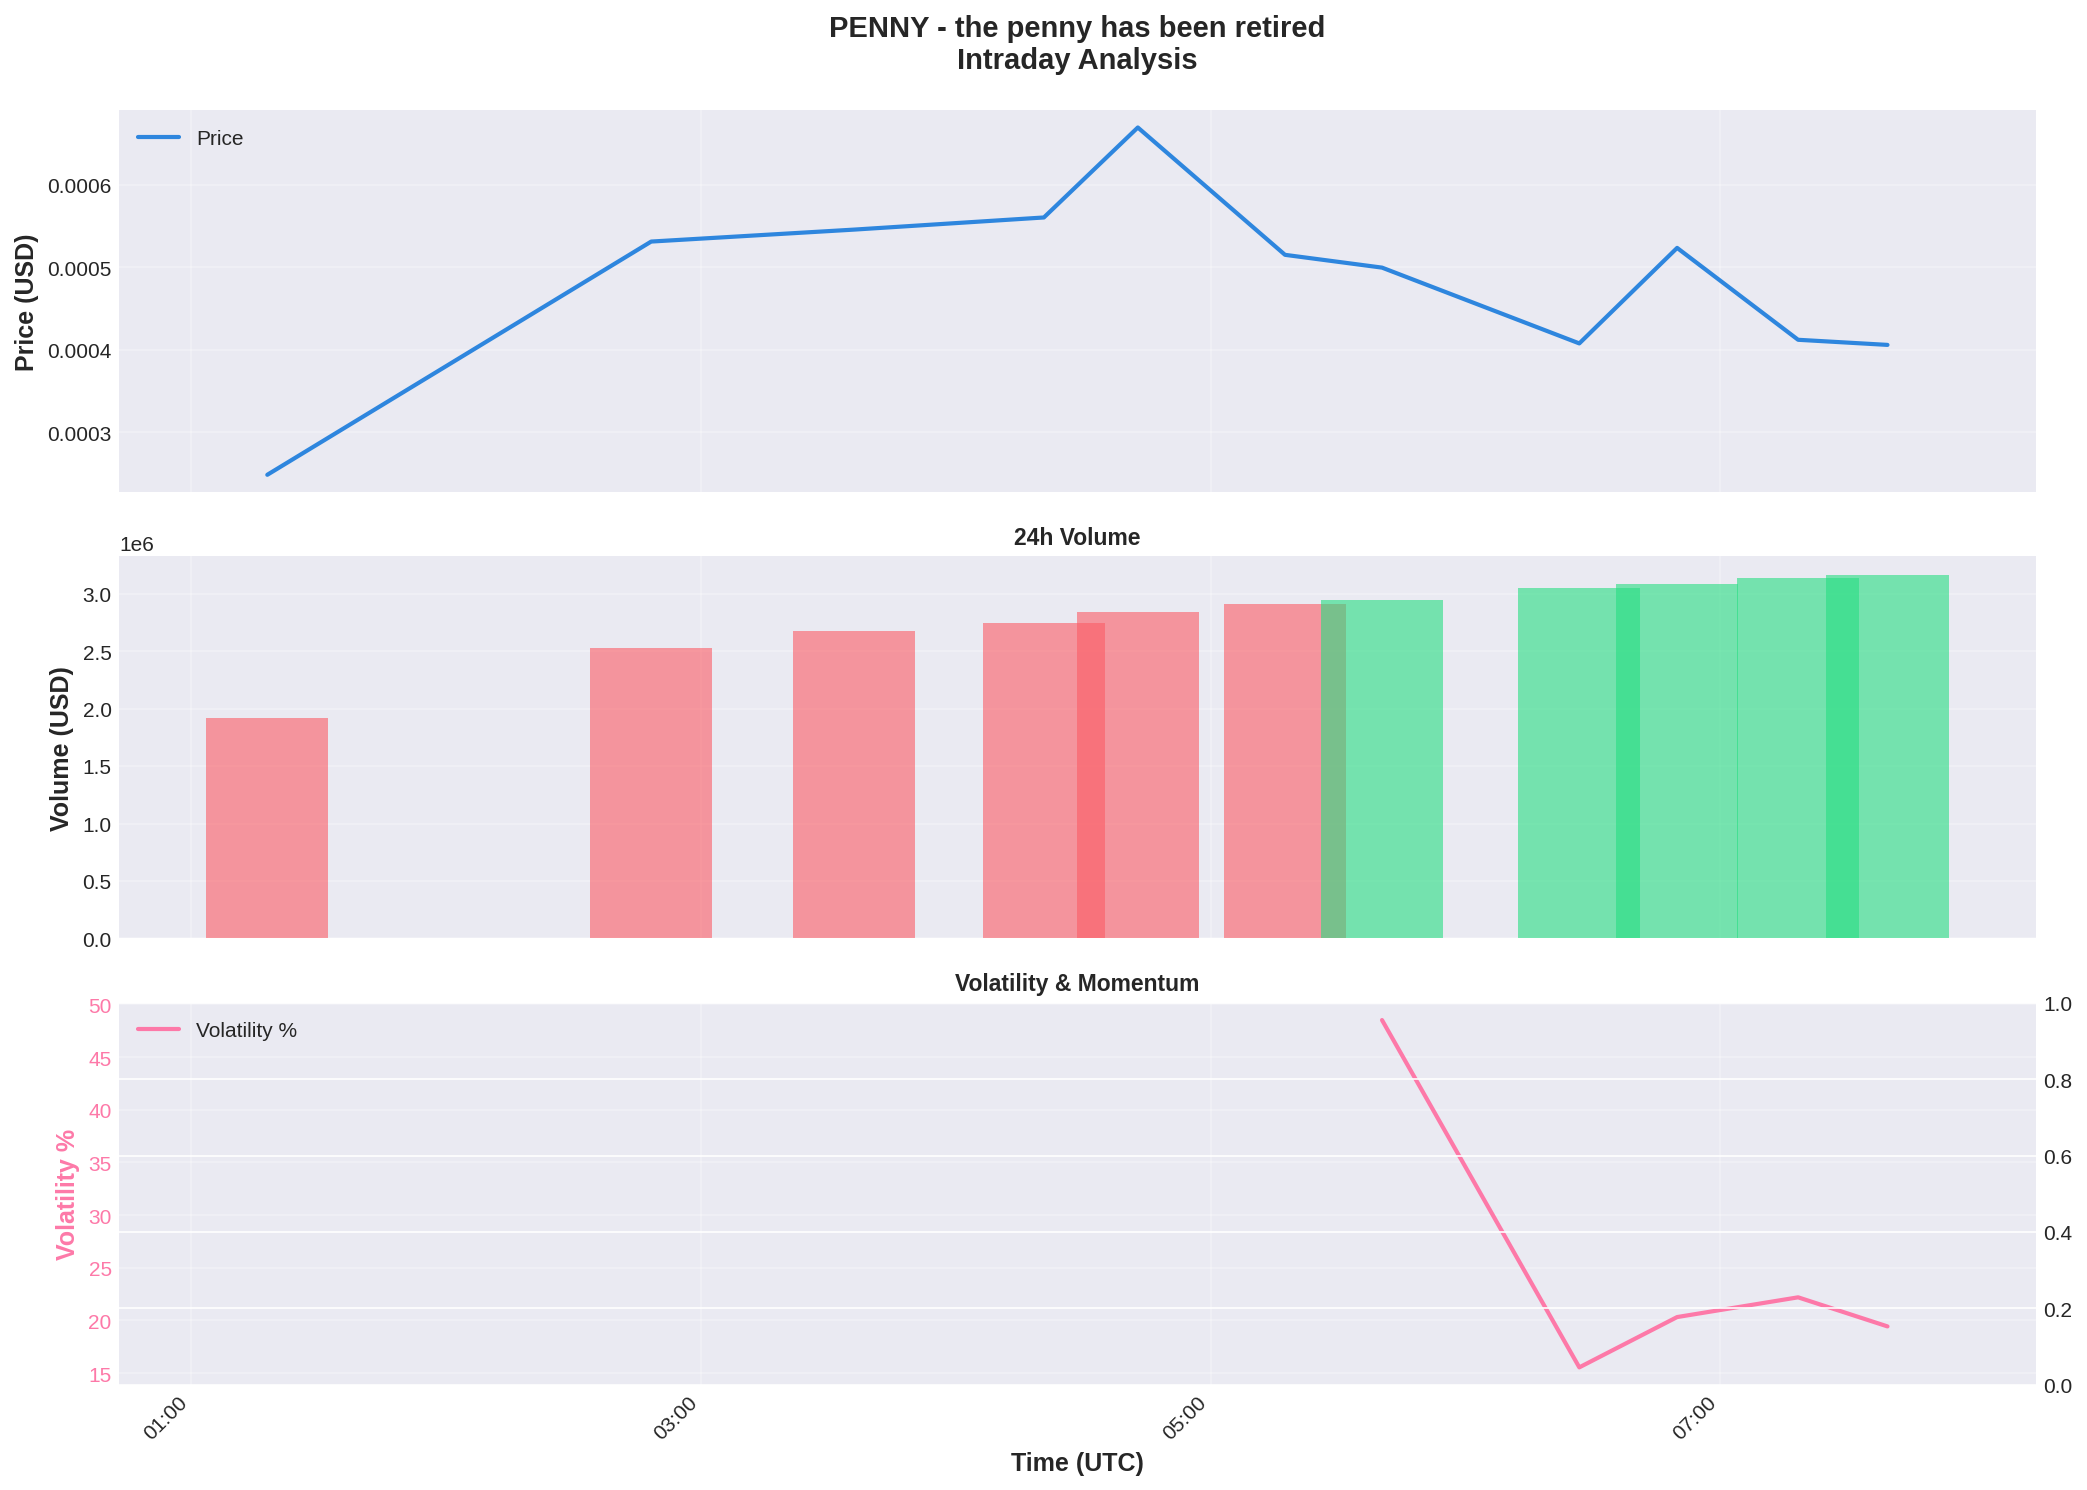 PENNY - the penny has been retired
Intraday Analysis
Price
0.0006
0.0005
0.0004
0.0003
Price (USD)
24h Volume
1e6
3.0
2.5
2.0
1.5
1.0
0.5
0.0
Volume (USD)
Volatility & Momentum
Volatility %
50
45
40
35
30
25
20
15
Volatility %
1.0
0.8
0.6
0.4
0.2
0.0
01:00
03:00
05:00
07:00
Time (UTC)